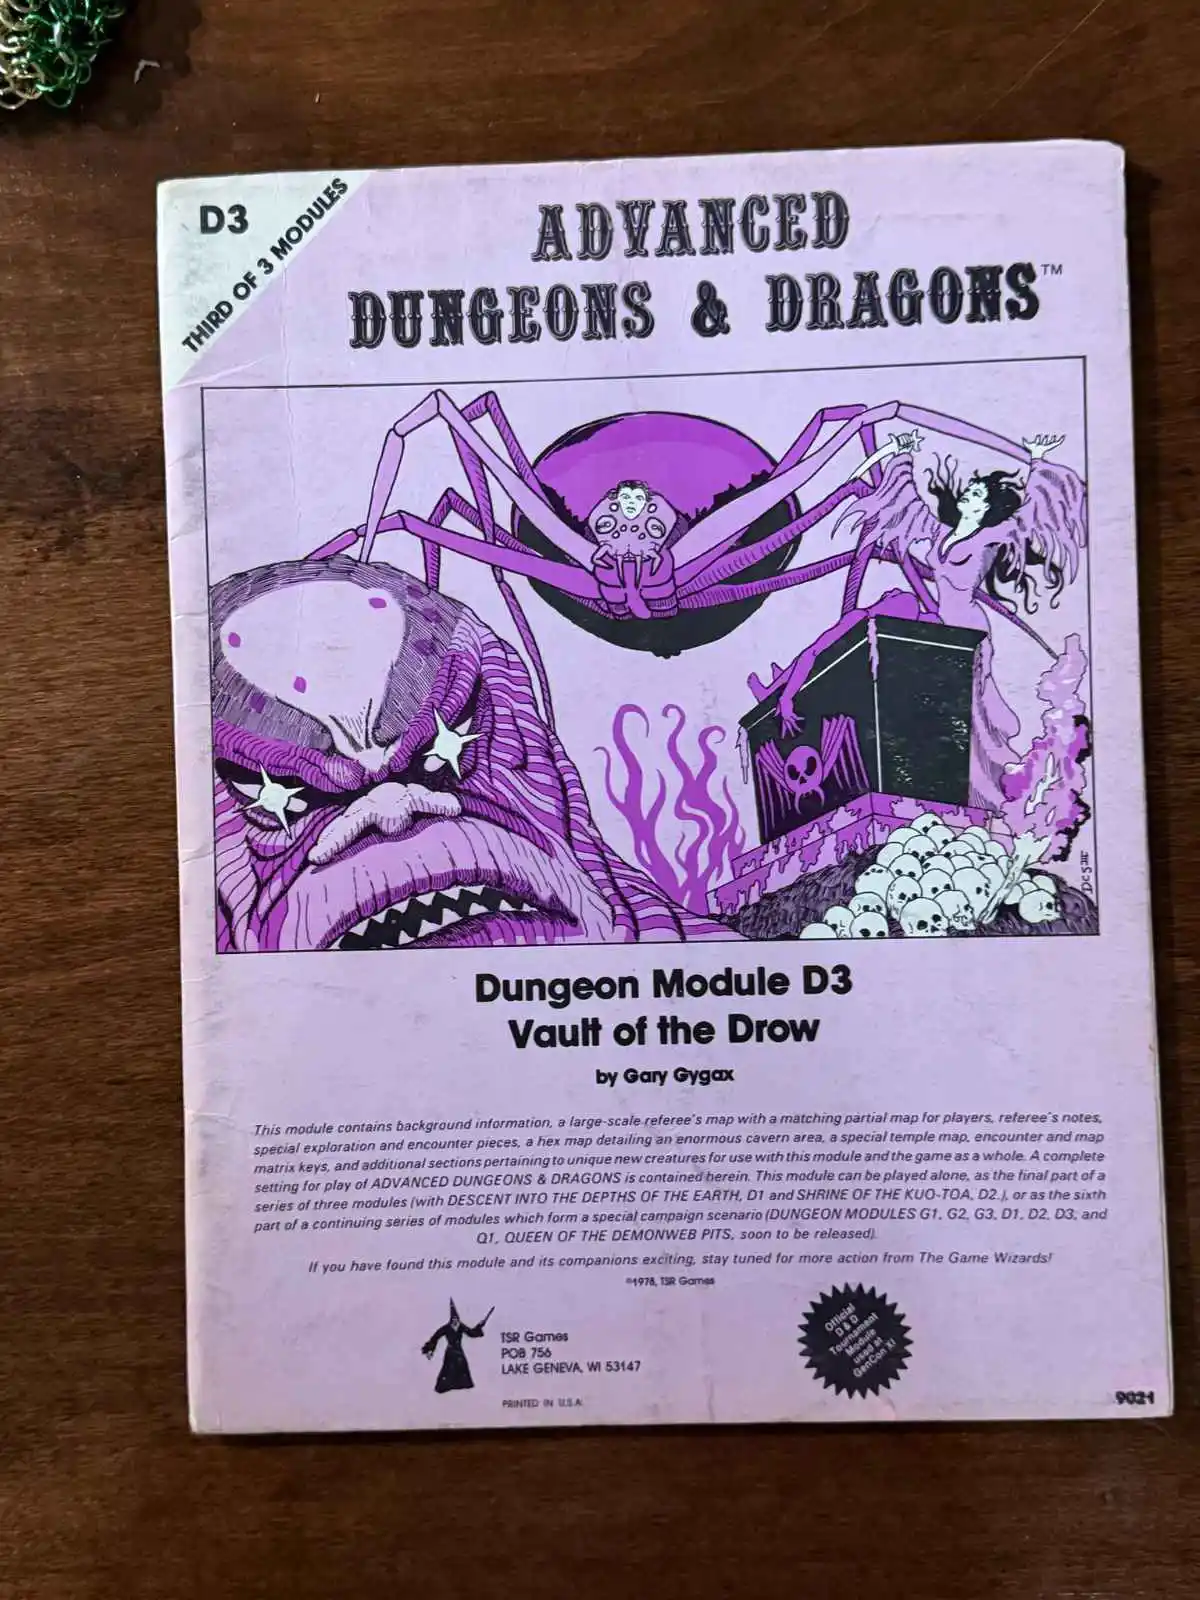 D3
THIRD OF 3 MODULES
ADVANCED
DUNGEONS & DRAGONS™
DCS III
Dungeon Module D3
Vault of the Drow
by Gary Gygax
This module contains background information, a large-scale referee's map with a matching partial map for players, referee's notes,
special exploration and encounter pieces, a hex map detailing an enormous cavern area, a special temple map, encounter and map
matrix keys, and additional sections pertaining to unique new creatures for use with this module and the game as a whole. A complete
setting for play of ADVANCED DUNGEONS & DRAGONS is contained herein. This module can be played alone, as the final part of a
series of three modules (with DESCENT INTO THE DEPTHS OF THE EARTH, D1 and SHRINE OF THE KUO-TOA, D2.), or as the sixth
part of a continuing series of modules which form a special campaign scenario (DUNGEON MODULES G1, G2, G3, D1, D2, D3, and
Q1, QUEEN OF THE DEMONWEB PITS, soon to be released).
If you have found this module and its companions exciting, stay tuned for more action from The Game Wizards!
©1978, TSR Games
TSR Games
POB 756
LAKE GENEVA, WI 53147
PRINTED IN U.S.A.
Official
D & D
Tournament
Module
used at
GenCon XI
9021